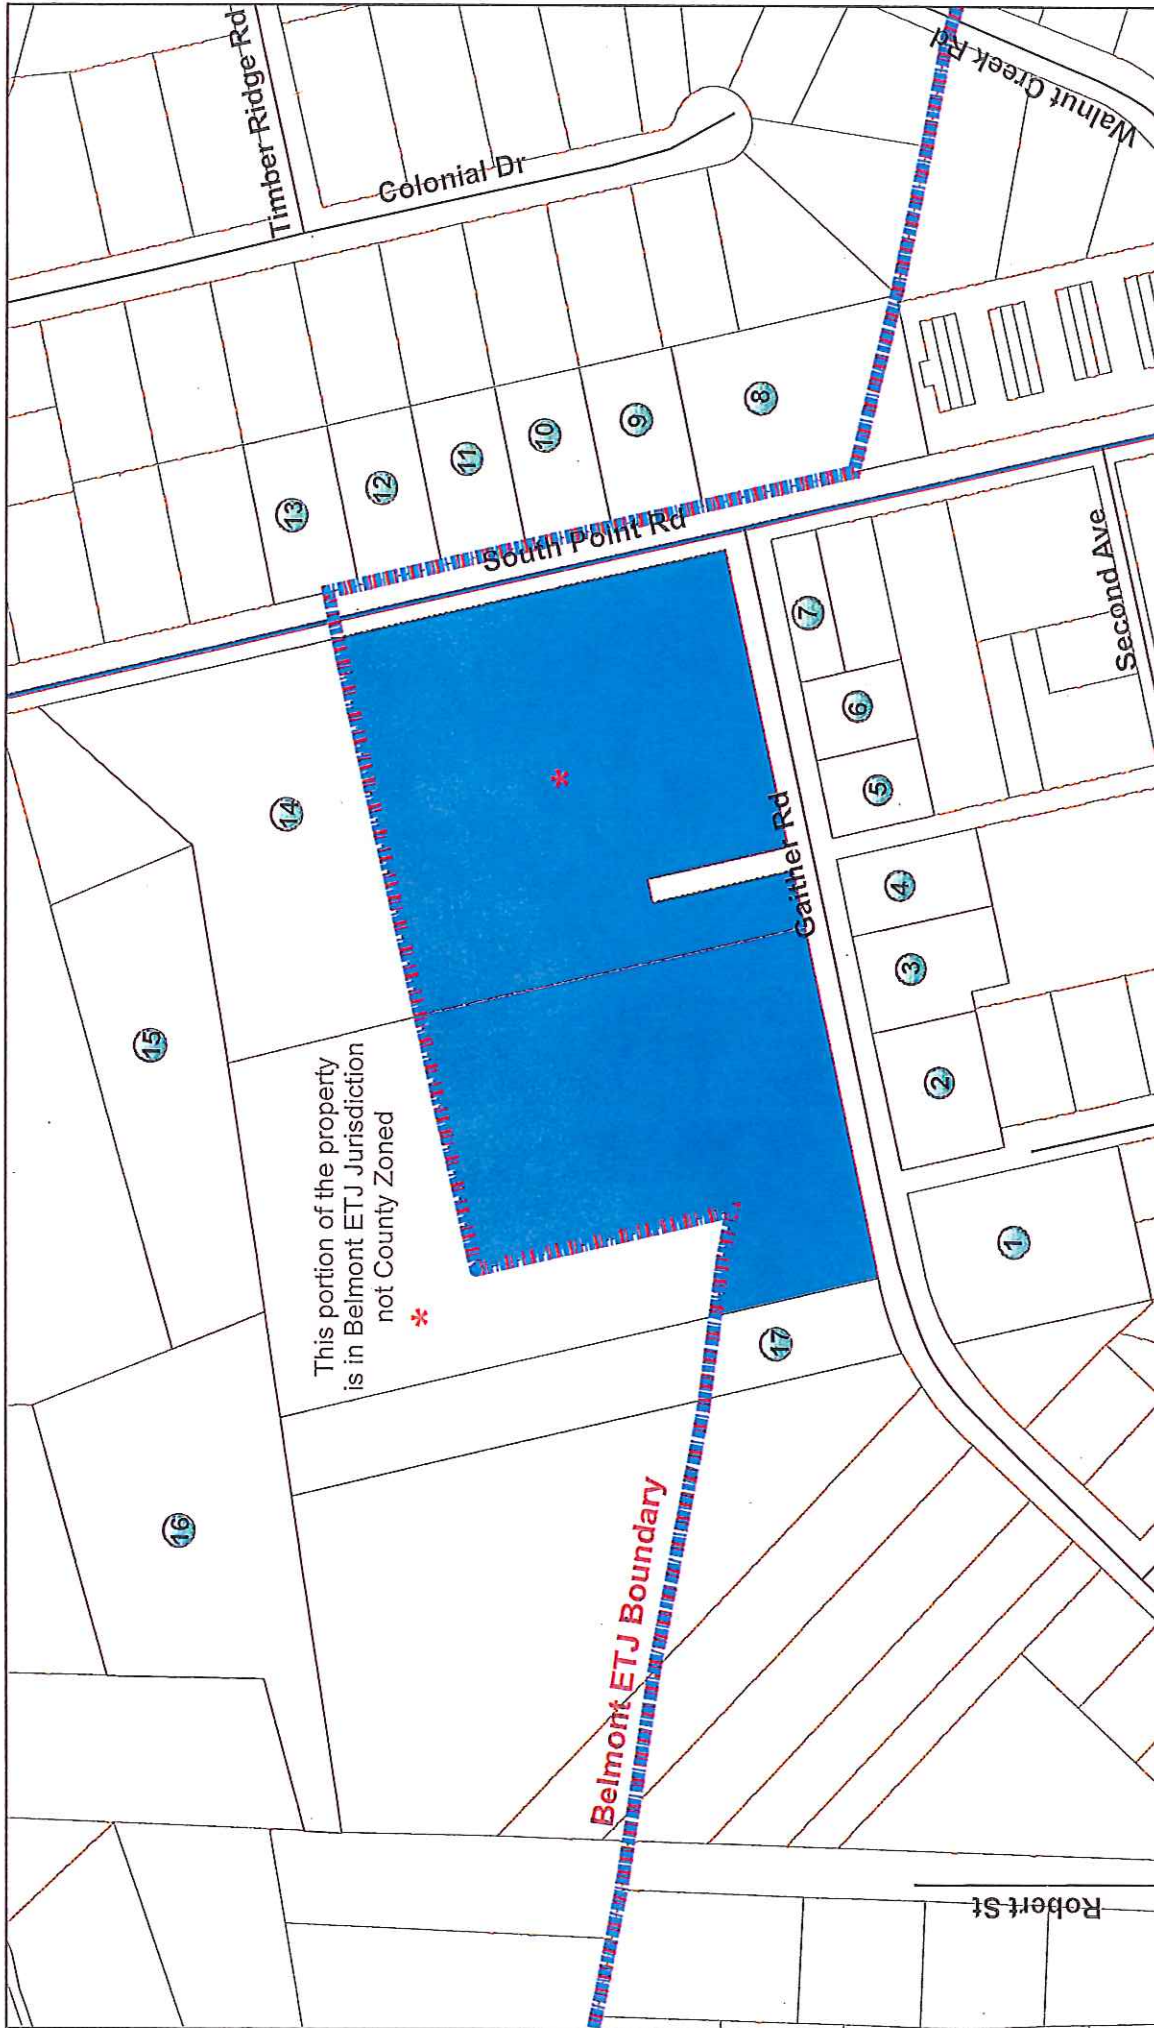 Timber Ridge Rd
Colonial Dr
Walnut Creek Rd
South Point Rd
Second Ave
Gaither Rd
13
12
11
10
9
8
7
6
5
4
3
2
1
14
15
16
17
*
This portion of the property
is in Belmont ETJ Jurisdiction
not County Zoned
*
Belmont ETJ Boundary
Robert St